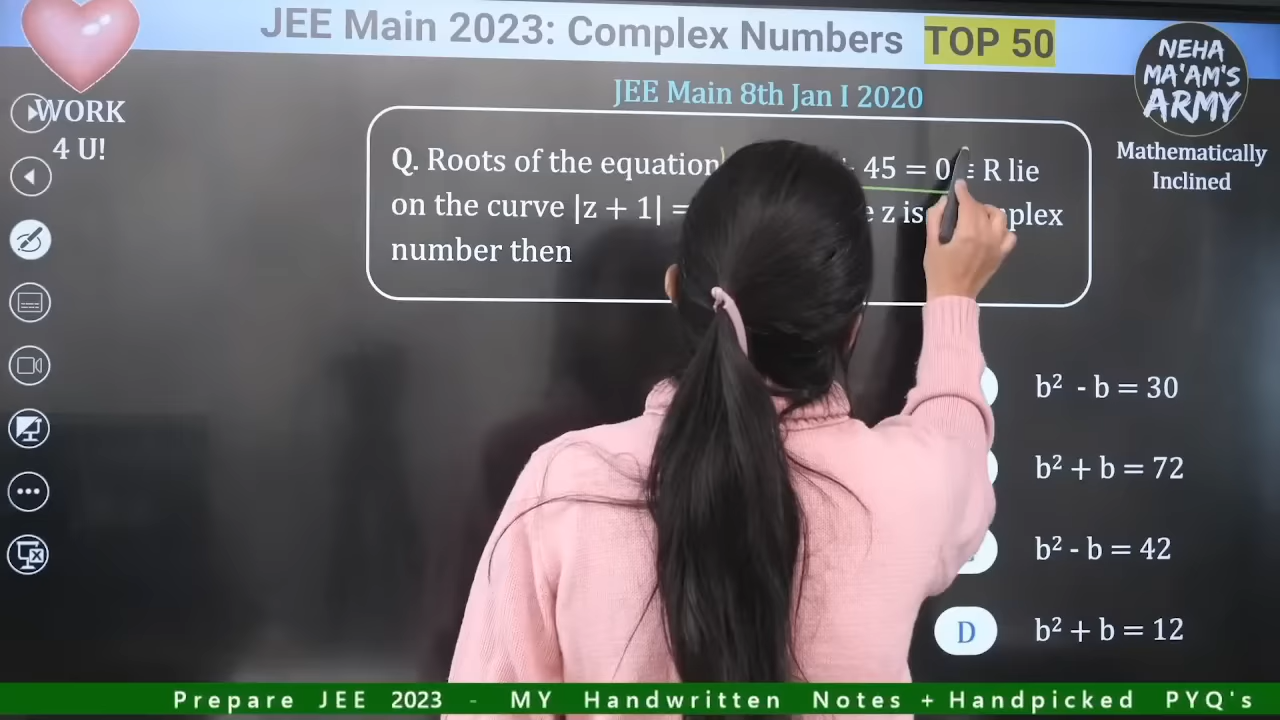 JEE Main 2023: Complex Numbers TOP 50
WORK
4 U!
NEHA
MA'AM'S
ARMY
Mathematically
Inclined
JEE Main 8th Jan I 2020
Q. Roots of the equation 45 = 0 R lie
on the curve |z + 1| = z is
number then
b² - b = 30
b² + b = 72
b² - b = 42
D b² + b = 12
Prepare JEE 2023 - MY Handwritten Notes + Handpicked PYQ's